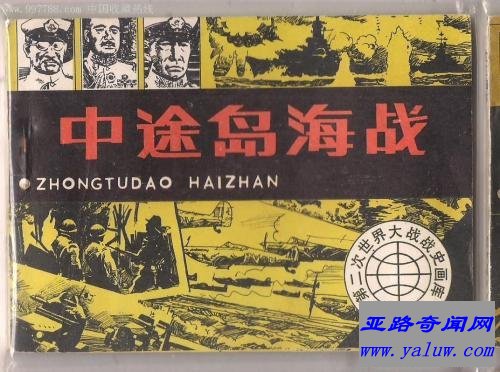 www.997788.com 中国收藏热线
中途岛海战
ZHONGTUDAO HAIZHAN
第二次世界大战战史画库
亚路奇闻网
www.yaluw.com